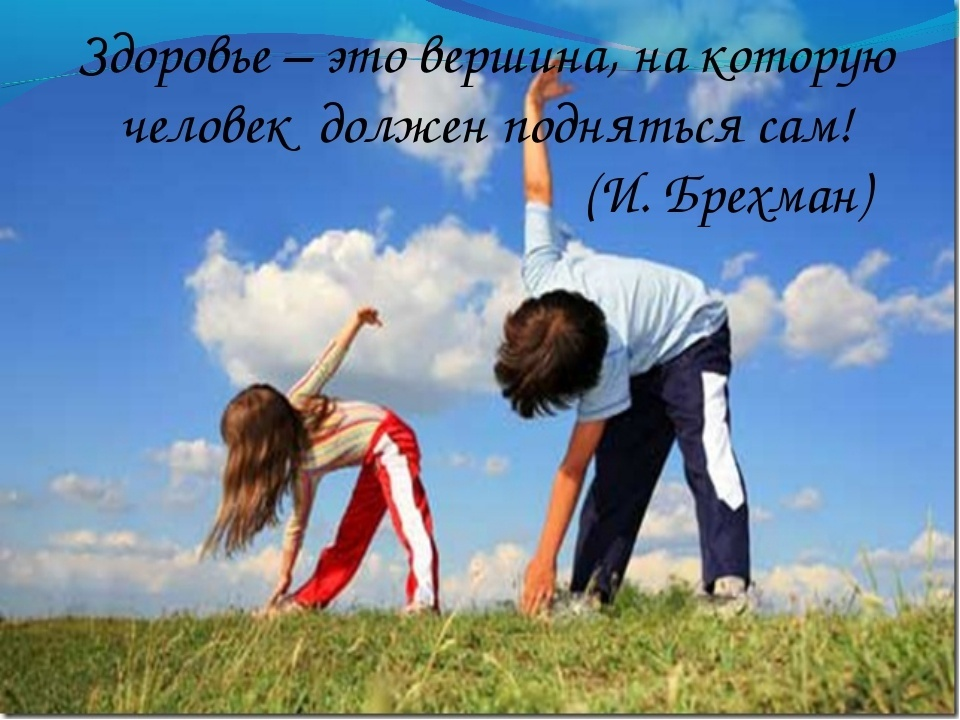 Здоровье – это вершина, на которую
человек должен подняться сам!
(И. Брехман)